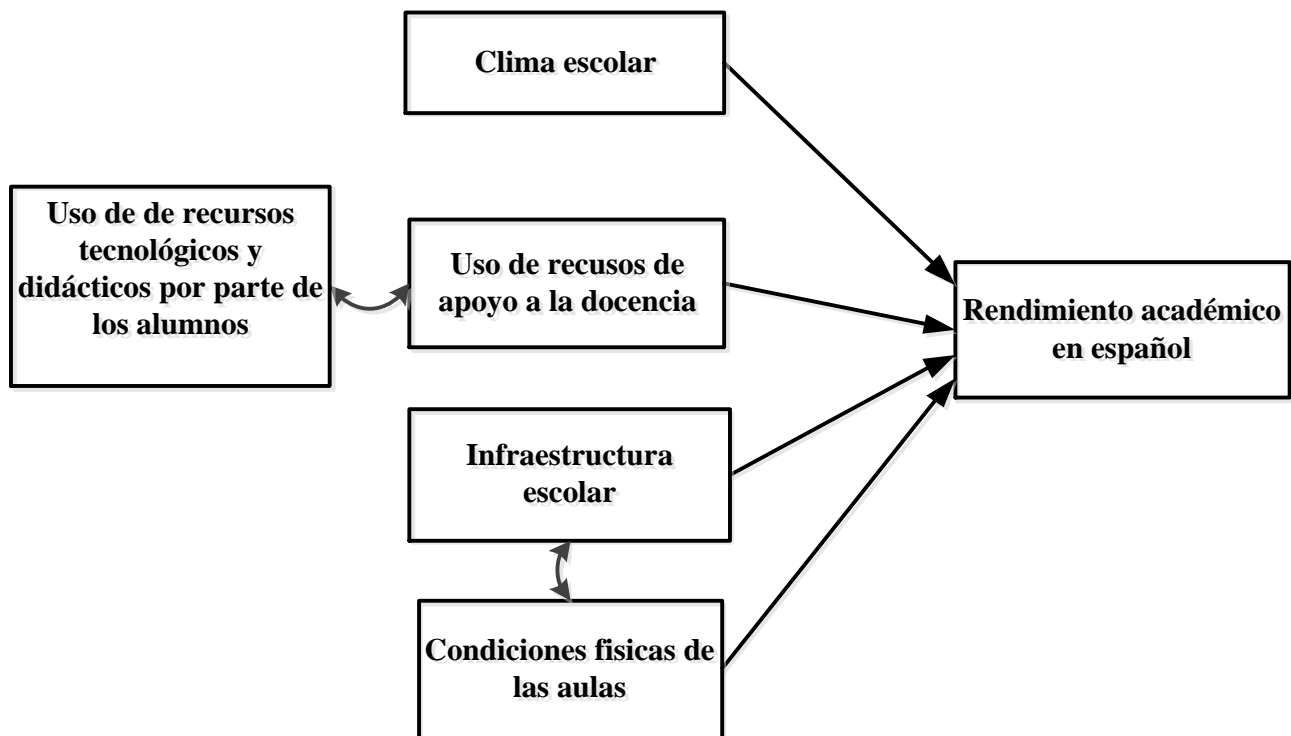 Clima escolar
Uso de de recursos
tecnológicos y
didácticos por parte de
los alumnos
Uso de recusos de
apoyo a la docencia
Rendimiento académico
en español
Infraestructura
escolar
Condiciones fisicas de
las aulas